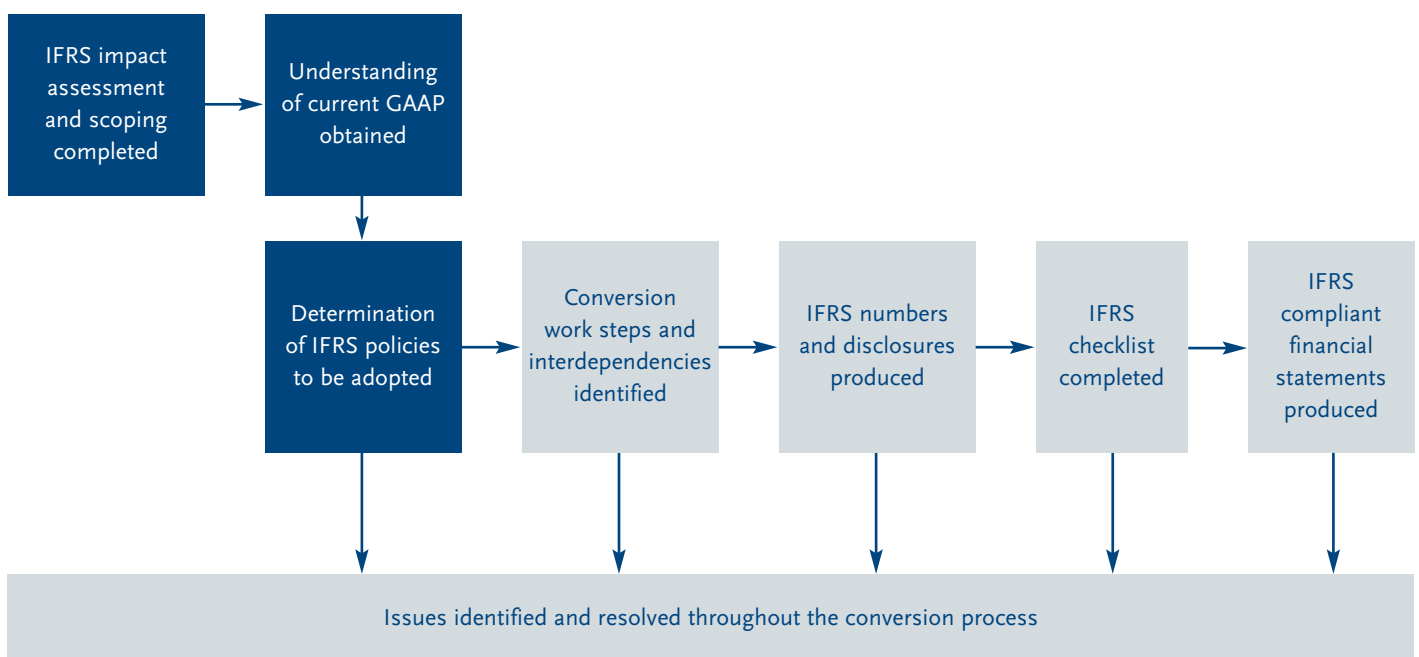 IFRS impact
assessment
and scoping
completed
Understanding
of current GAAP
obtained
Determination
of IFRS policies
to be adopted
Conversion
work steps and
interdependencies
identified
IFRS numbers
and disclosures
produced
IFRS
checklist
completed
IFRS
compliant
financial
statements
produced
Issues identified and resolved throughout the conversion process